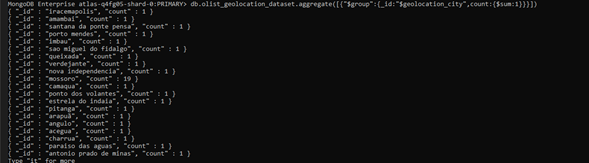 MongoDB Enterprise atlas-q4fg05-shard-0:PRIMARY> db.olist_geolocation_dataset.aggregate([{"$group":{_id:"$geolocation_city",count:{$sum:1}}}])
{ "_id" : "iracemapolis", "count" : 1 }
{ "_id" : "amambai", "count" : 1 }
{ "_id" : "santana da ponte pensa", "count" : 1 }
{ "_id" : "porto mendes", "count" : 1 }
{ "_id" : "imbau", "count" : 1 }
{ "_id" : "sao miguel do fidalgo", "count" : 1 }
{ "_id" : "queixada", "count" : 1 }
{ "_id" : "verdejante", "count" : 1 }
{ "_id" : "nova independencia", "count" : 1 }
{ "_id" : "mossoro", "count" : 19 }
{ "_id" : "camaqua", "count" : 1 }
{ "_id" : "ponto dos volantes", "count" : 1 }
{ "_id" : "estrela do indaia", "count" : 1 }
{ "_id" : "pitanga", "count" : 1 }
{ "_id" : "arapuã", "count" : 1 }
{ "_id" : "angulo", "count" : 1 }
{ "_id" : "acegua", "count" : 1 }
{ "_id" : "charrua", "count" : 1 }
{ "_id" : "paraiso das aguas", "count" : 1 }
{ "_id" : "antonio prado de minas", "count" : 1 }
Type "it" for more